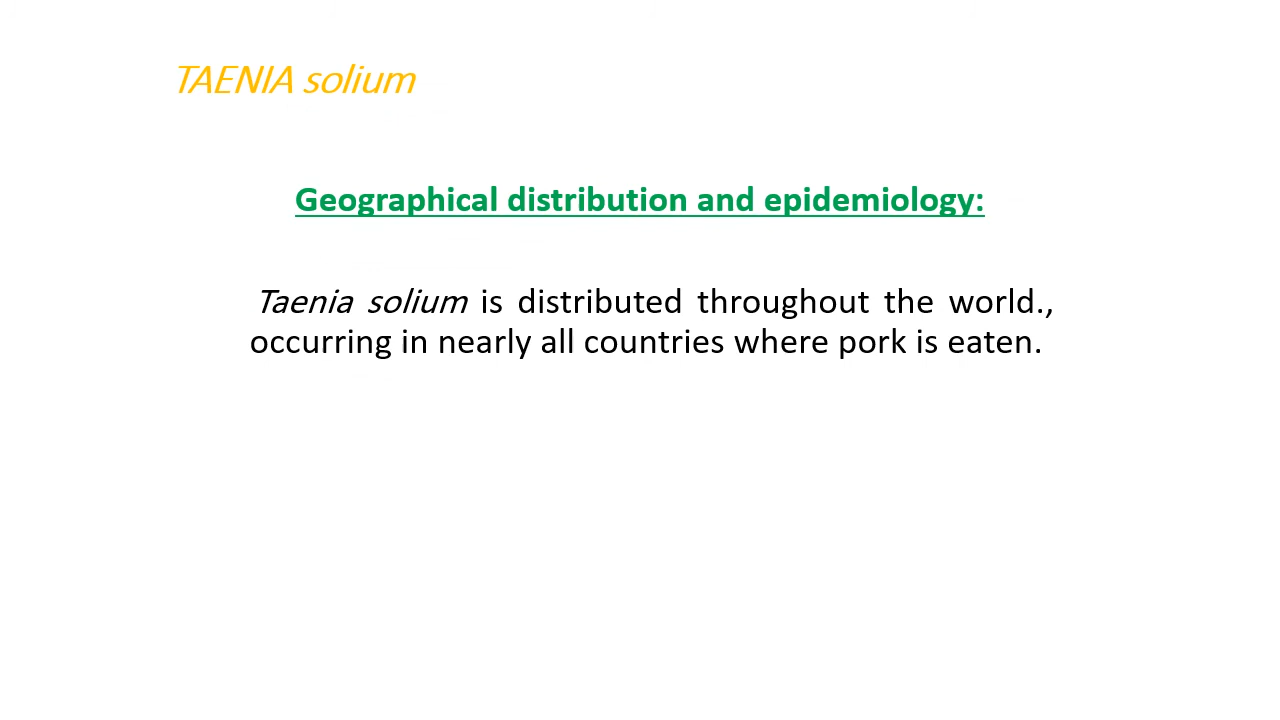 TAENIA solium
Geographical distribution and epidemiology:
Taenia solium is distributed throughout the world.,
occurring in nearly all countries where pork is eaten.